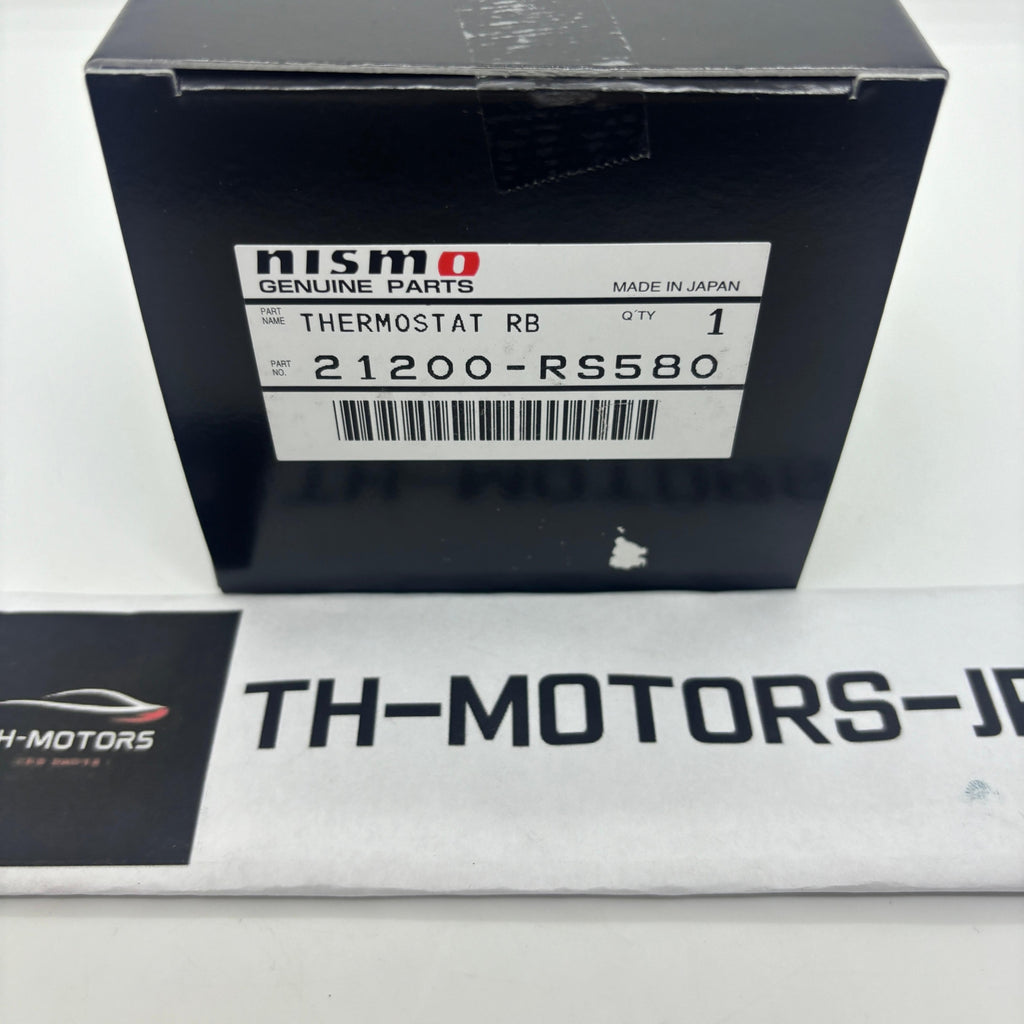 nismo
GENUINE PARTS
MADE IN JAPAN
PART NAME THERMOSTAT RB Q'TY 1
PART NO. 21200-RS580
TH-MOTORS-JP
H-MOTORS